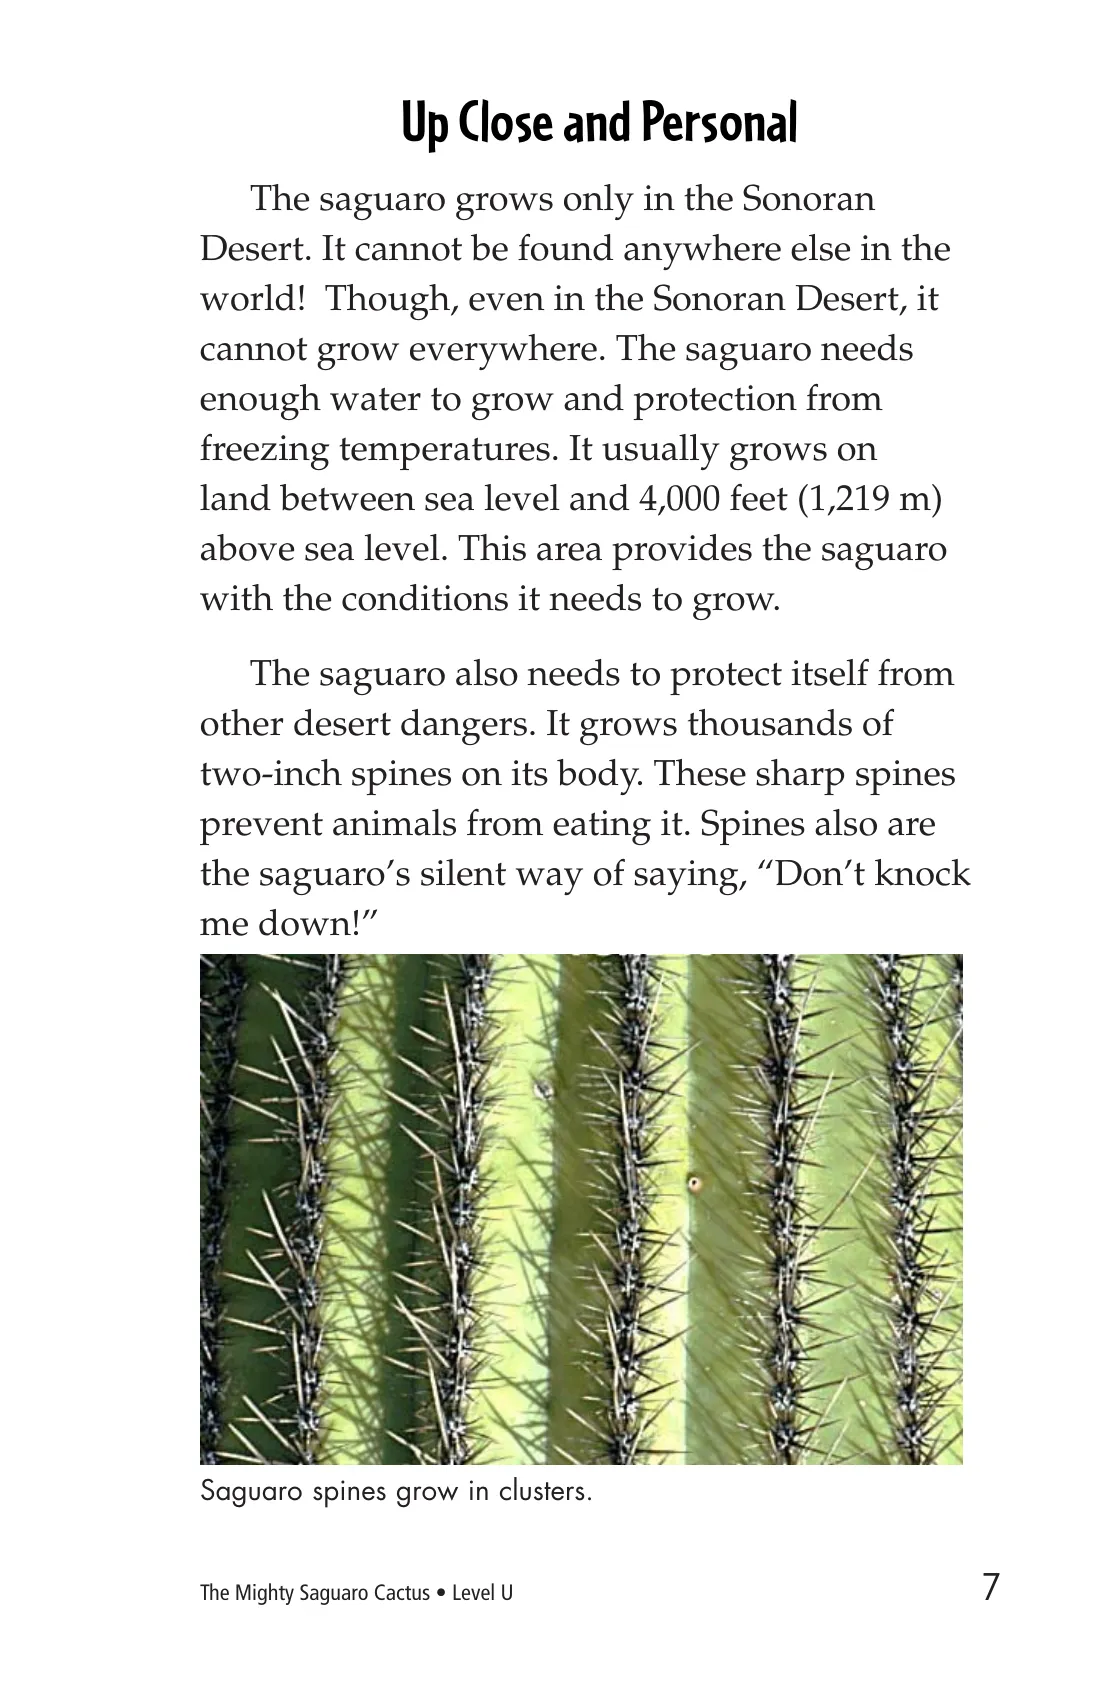 Up Close and Personal
The saguaro grows only in the Sonoran
Desert. It cannot be found anywhere else in the
world!  Though, even in the Sonoran Desert, it
cannot grow everywhere. The saguaro needs
enough water to grow and protection from
freezing temperatures. It usually grows on
land between sea level and 4,000 feet (1,219 m)
above sea level. This area provides the saguaro
with the conditions it needs to grow.
The saguaro also needs to protect itself from
other desert dangers. It grows thousands of
two-inch spines on its body. These sharp spines
prevent animals from eating it. Spines also are
the saguaro’s silent way of saying, “Don’t knock
me down!”
Saguaro spines grow in clusters.
The Mighty Saguaro Cactus • Level U
7